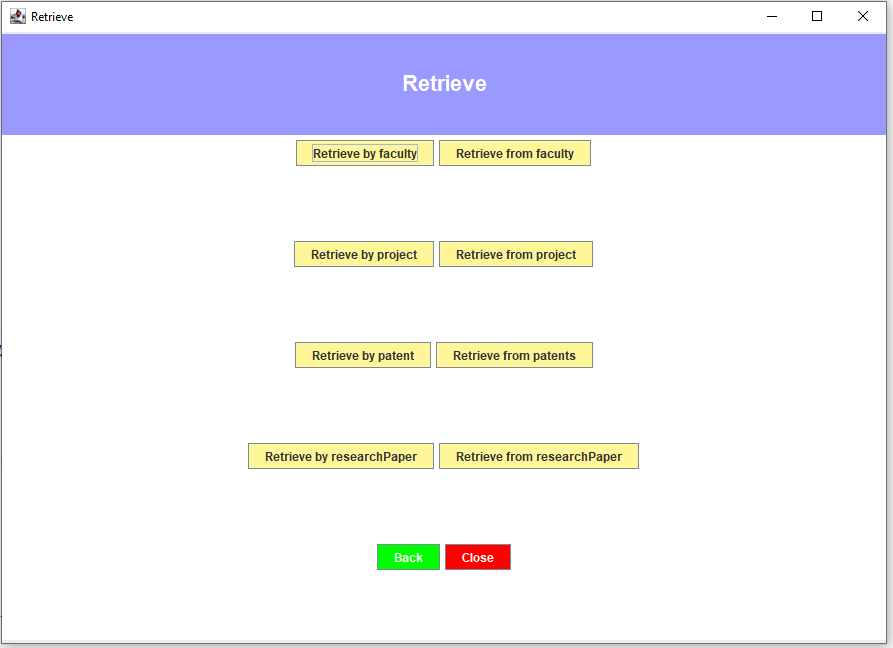 Retrieve
Retrieve
Retrieve by faculty Retrieve from faculty
Retrieve by project Retrieve from project
Retrieve by patent Retrieve from patents
Retrieve by researchPaper Retrieve from researchPaper
Back Close